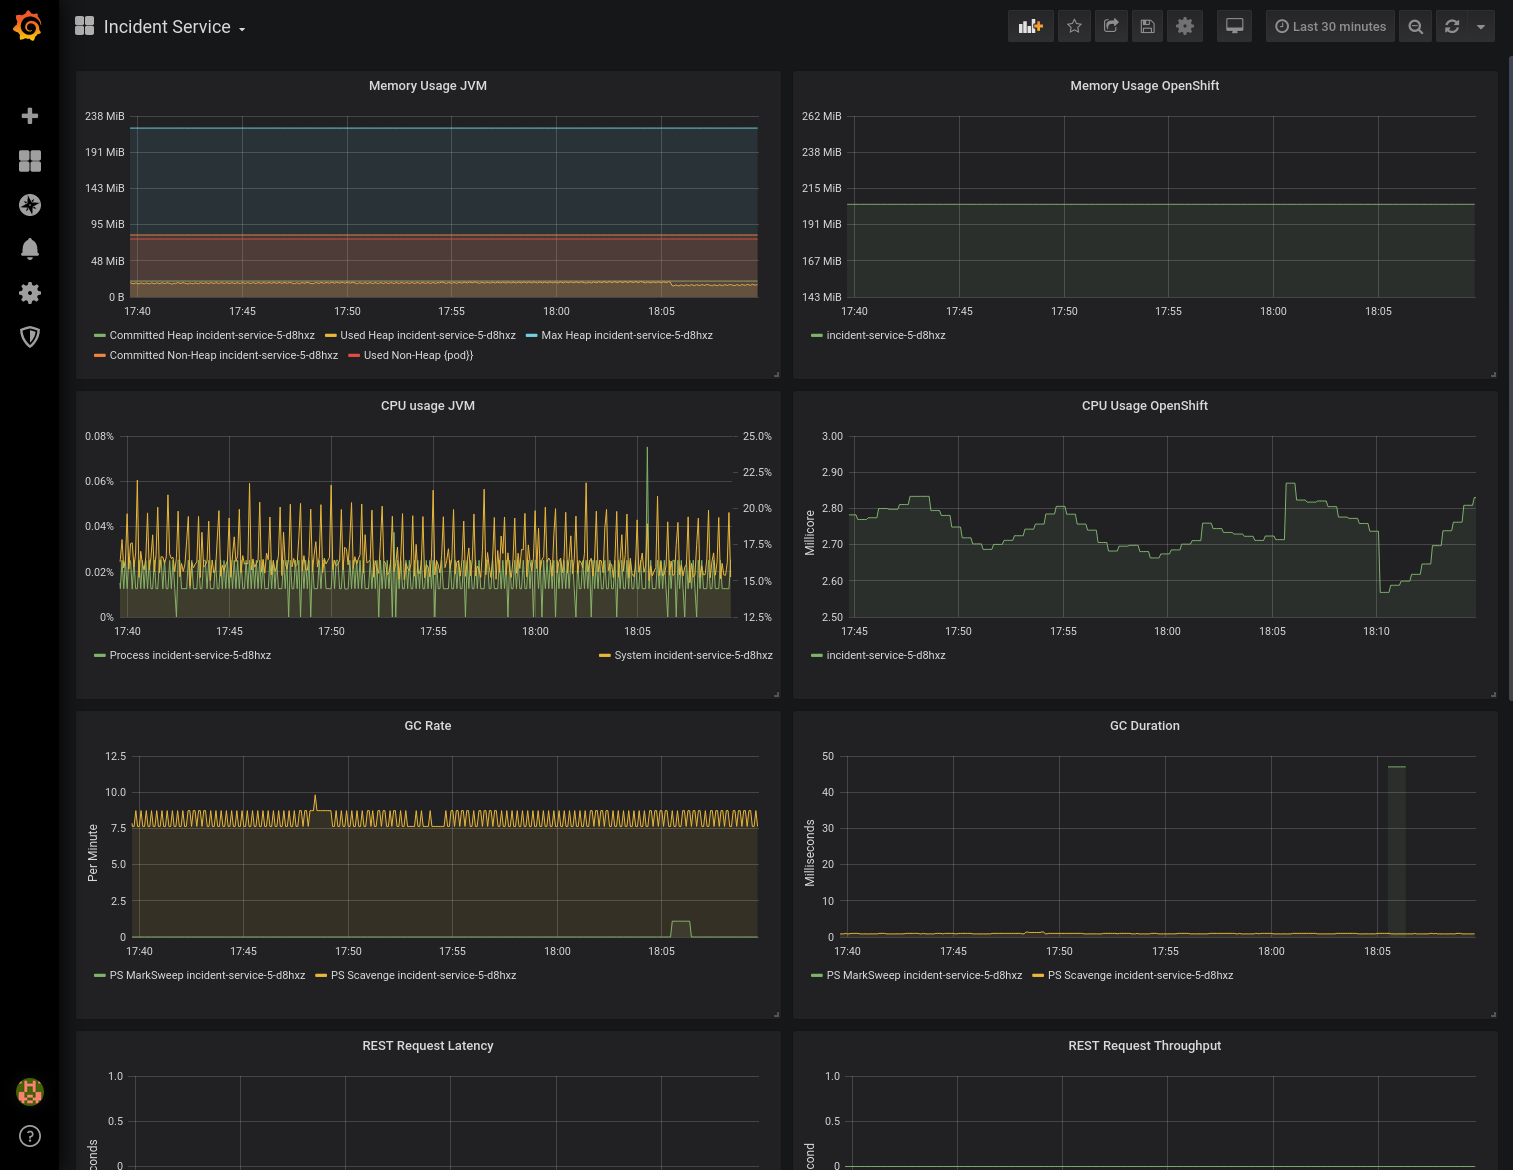 Incident Service
Last 30 minutes
Memory Usage JVM
238 MiB
191 MiB
143 MiB
95 MiB
48 MiB
0 B
17:40 17:45 17:50 17:55 18:00 18:05
Committed Heap incident-service-5-d8hxz Used Heap incident-service-5-d8hxz Max Heap incident-service-5-d8hxz
Committed Non-Heap incident-service-5-d8hxz Used Non-Heap {pod}}
Memory Usage OpenShift
262 MiB
238 MiB
215 MiB
191 MiB
167 MiB
143 MiB
17:40 17:45 17:50 17:55 18:00 18:05
incident-service-5-d8hxz
CPU usage JVM
0.08% 25.0%
22.5%
0.06%
20.0%
0.04%
17.5%
0.02% 15.0%
0% 12.5%
17:40 17:45 17:50 17:55 18:00 18:05
Process incident-service-5-d8hxz System incident-service-5-d8hxz
CPU Usage OpenShift
Millicore
3.00
2.90
2.80
2.70
2.60
2.50
17:45 17:50 17:55 18:00 18:05 18:10
incident-service-5-d8hxz
GC Rate
Per Minute
12.5
10.0
7.5
5.0
2.5
0
17:40 17:45 17:50 17:55 18:00 18:05
PS MarkSweep incident-service-5-d8hxz PS Scavenge incident-service-5-d8hxz
GC Duration
Milliseconds
50
40
30
20
10
0
17:40 17:45 17:50 17:55 18:00 18:05
PS MarkSweep incident-service-5-d8hxz PS Scavenge incident-service-5-d8hxz
REST Request Latency
1.0
0.5
0
conds
REST Request Throughput
1.0
0.5
0
cond